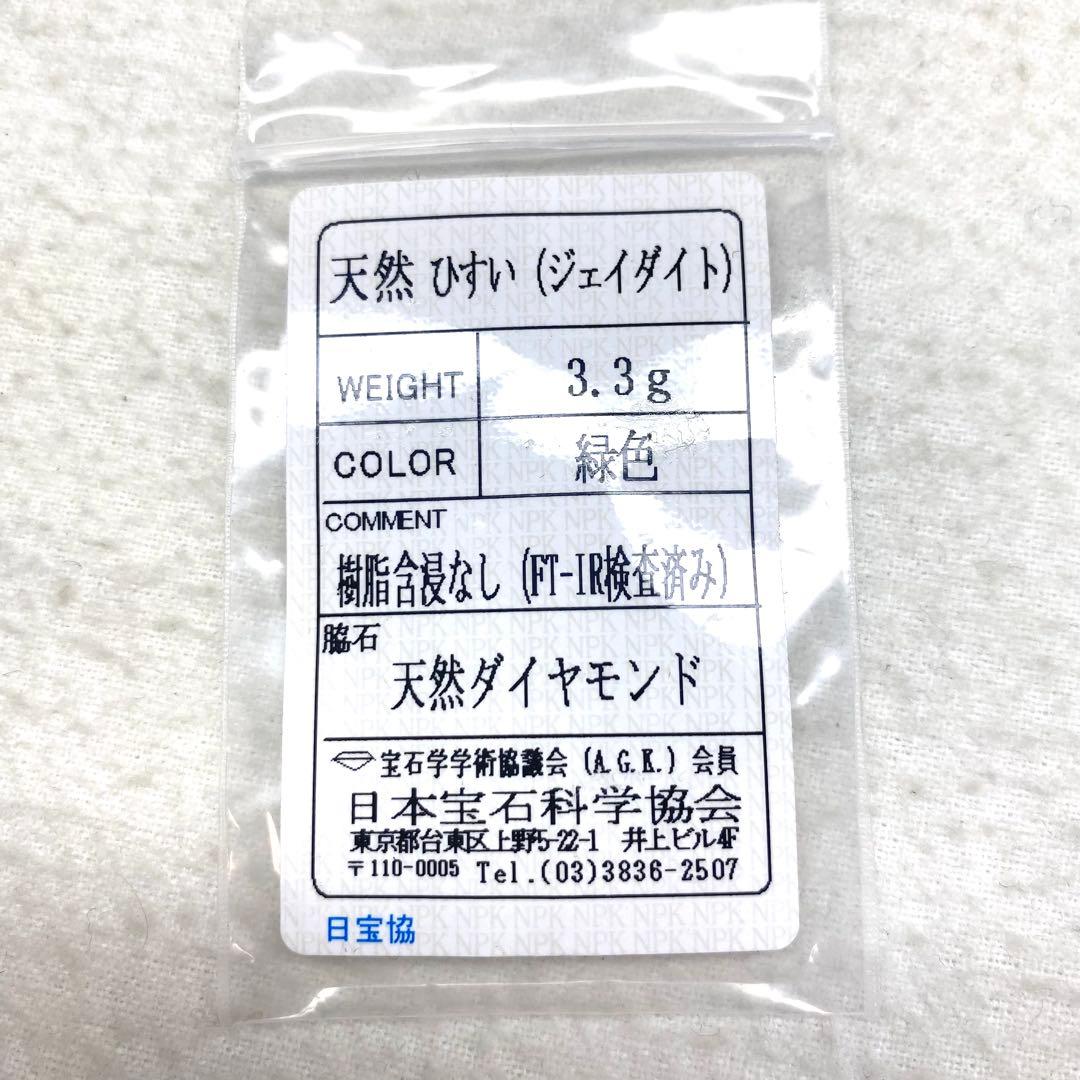 天然 ひすい (ジェイダイト)
WEIGHT 3.3g
COLOR 緑色
COMMENT
樹脂含浸なし (FT-IR検査済み)
脇石
天然ダイヤモンド
宝石学学術協議会 (A.G.K.) 会員
日本宝石科学協会
東京都台東区上野5-22-1 井上ビル4F
〒110-0005 Tel.(03)3836-2507
日宝協